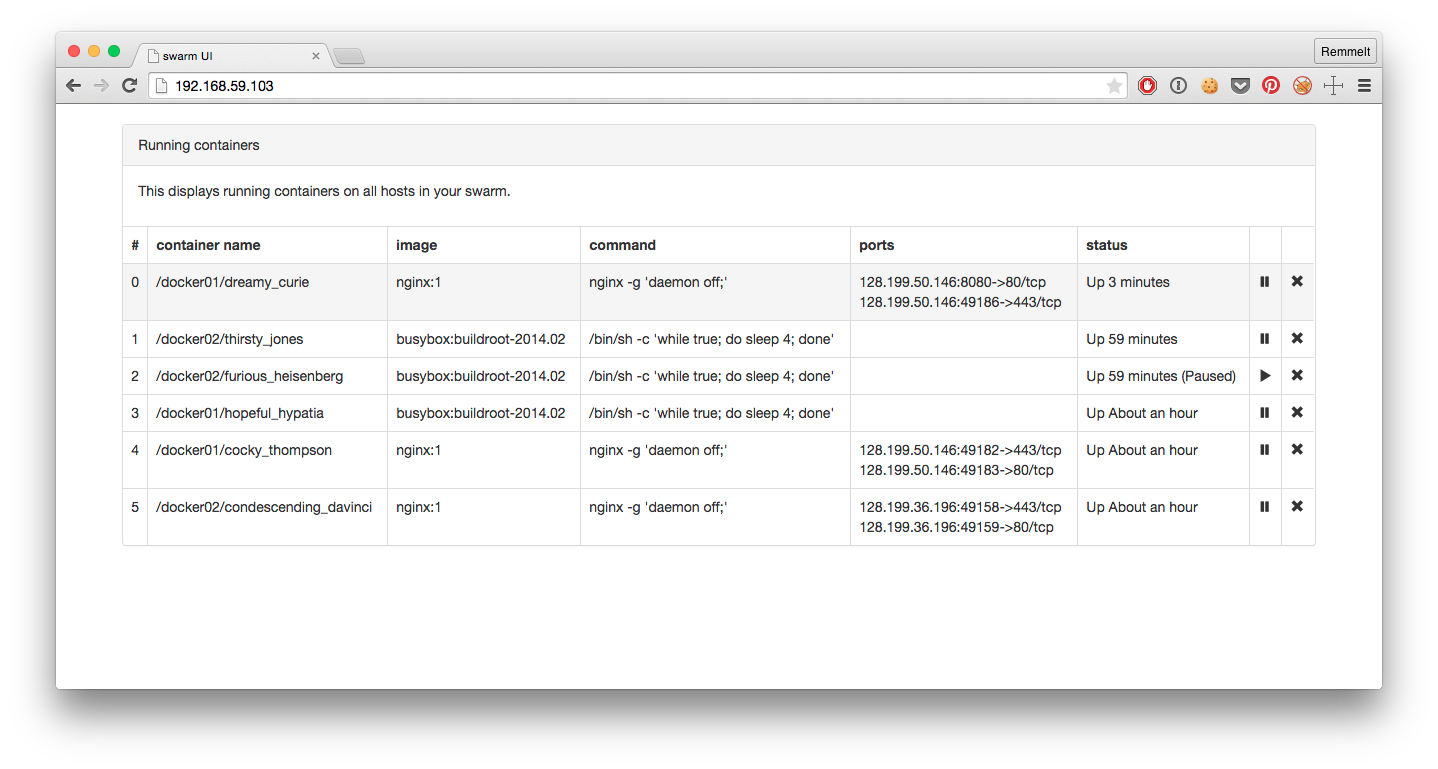 swarm UI
Remmelt
192.168.59.103
Running containers
This displays running containers on all hosts in your swarm.
# container name image command ports status
0 /docker01/dreamy_curie nginx:1 nginx -g 'daemon off;' 128.199.50.146:8080->80/tcp Up 3 minutes
128.199.50.146:49186->443/tcp
1 /docker02/thirsty_jones busybox:buildroot-2014.02 /bin/sh -c 'while true; do sleep 4; done' Up 59 minutes
2 /docker02/furious_heisenberg busybox:buildroot-2014.02 /bin/sh -c 'while true; do sleep 4; done' Up 59 minutes (Paused)
3 /docker01/hopeful_hypatia busybox:buildroot-2014.02 /bin/sh -c 'while true; do sleep 4; done' Up About an hour
4 /docker01/cocky_thompson nginx:1 nginx -g 'daemon off;' 128.199.50.146:49182->443/tcp Up About an hour
128.199.50.146:49183->80/tcp
5 /docker02/condescending_davinci nginx:1 nginx -g 'daemon off;' 128.199.36.196:49158->443/tcp Up About an hour
128.199.36.196:49159->80/tcp